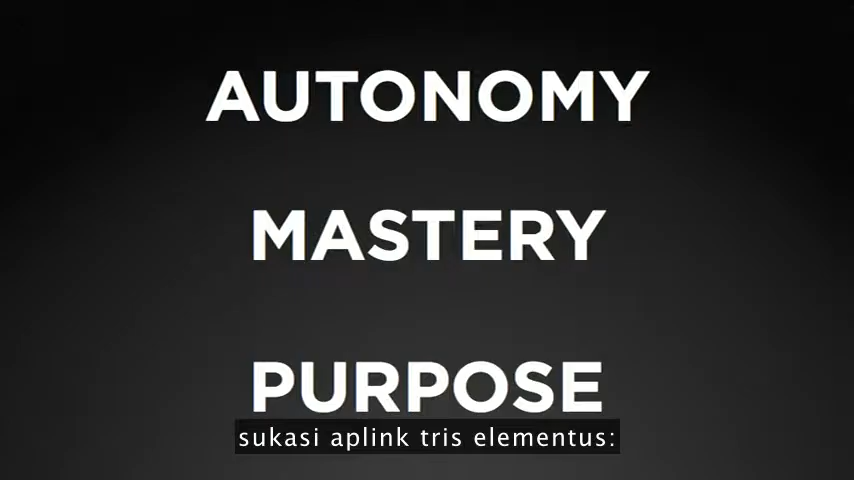 AUTONOMY
MASTERY
PURPOSE
sukasi aplink tris elementus: